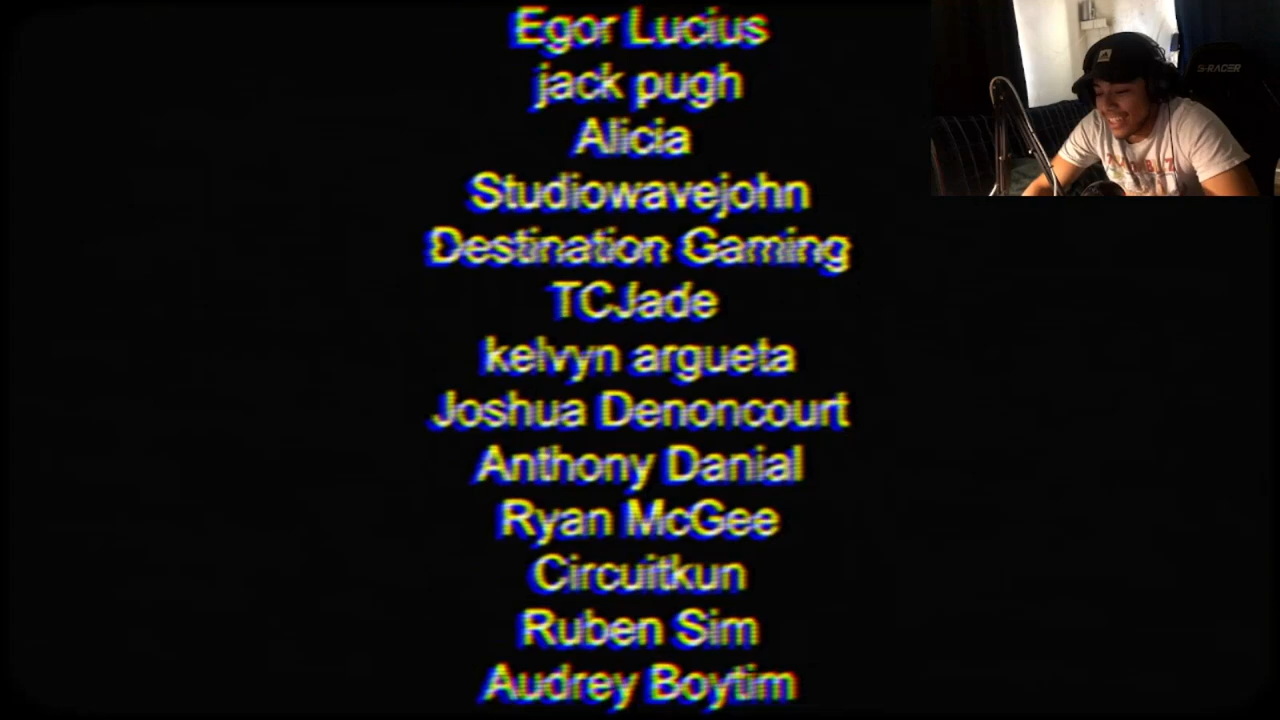 Egor Lucius
jack pugh
Alicia
Studiowavejohn
Destination Gaming
TCJade
kelvyn argueta
Joshua Denoncourt
Anthony Danial
Ryan McGee
Circuitkun
Ruben Sim
Audrey Boytim
S-RACER